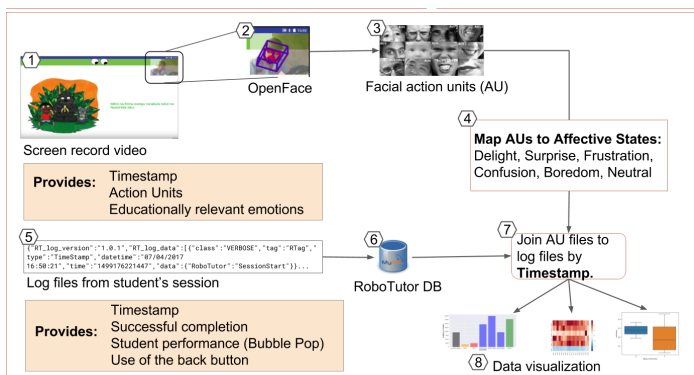 1
2
3
OpenFace
Facial action units (AU)
Screen record video
4
Map AUs to Affective States:
Delight, Surprise, Frustration,
Confusion, Boredom, Neutral
Provides:
Timestamp
Action Units
Educationally relevant emotions
5
{"RT_log_version":"1.0.1","RT_log_data":[{"class":"VERBOSE","tag":"RTag","
type":"TimeStamp","datetime":"07/04/2017
16:50:21","time":"1499176221447","data":{"RoboTutor":"SessionStart"}}...
Log files from student's session
6
RoboTutor DB
7
Join AU files to
log files by
Timestamp.
Provides:
Timestamp
Successful completion
Student performance (Bubble Pop)
Use of the back button
8
Data visualization